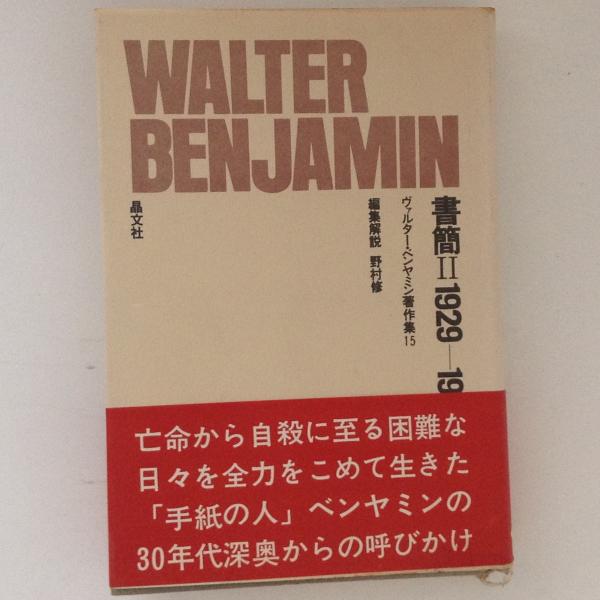 WALTER
BENJAMIN
書簡II 1929—19
ヴァルター・ベンヤミン著作集15
編集解説 野村修
晶文社
亡命から自殺に至る困難な
日々を全力をこめて生きた
「手紙の人」ベンヤミンの
30年代深奥からの呼びかけ